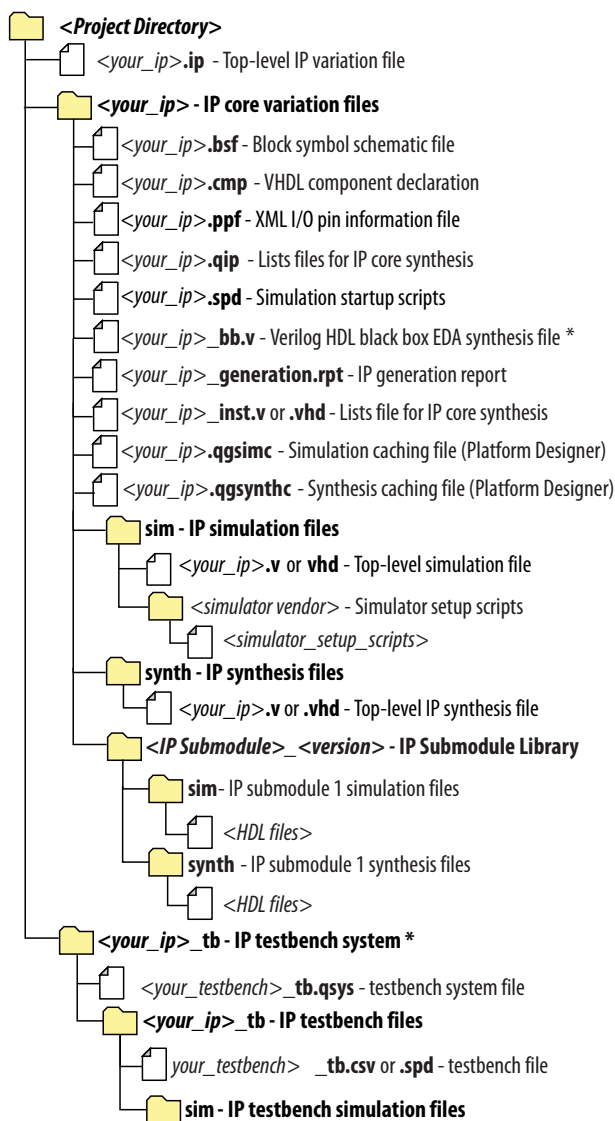 <Project Directory>
<your_ip>.ip - Top-level IP variation file
<your_ip> - IP core variation files
<your_ip>.bsf - Block symbol schematic file
<your_ip>.cmp - VHDL component declaration
<your_ip>.ppf - XML I/O pin information file
<your_ip>.qip - Lists files for IP core synthesis
<your_ip>.spd - Simulation startup scripts
<your_ip>_bb.v - Verilog HDL black box EDA synthesis file *
<your_ip>_generation.rpt - IP generation report
<your_ip>_inst.v or .vhd - Lists file for IP core synthesis
<your_ip>.qgsimc - Simulation caching file (Platform Designer)
<your_ip>.qgsynthc - Synthesis caching file (Platform Designer)
sim - IP simulation files
<your_ip>.v or vhd - Top-level simulation file
<simulator vendor> - Simulator setup scripts
<simulator_setup_scripts>
synth - IP synthesis files
<your_ip>.v or .vhd - Top-level IP synthesis file
<IP Submodule>_<version> - IP Submodule Library
sim- IP submodule 1 simulation files
<HDL files>
synth - IP submodule 1 synthesis files
<HDL files>
<your_ip>_tb - IP testbench system *
<your_testbench>_tb.qsys - testbench system file
<your_ip>_tb - IP testbench files
your_testbench> _tb.csv or .spd - testbench file
sim - IP testbench simulation files